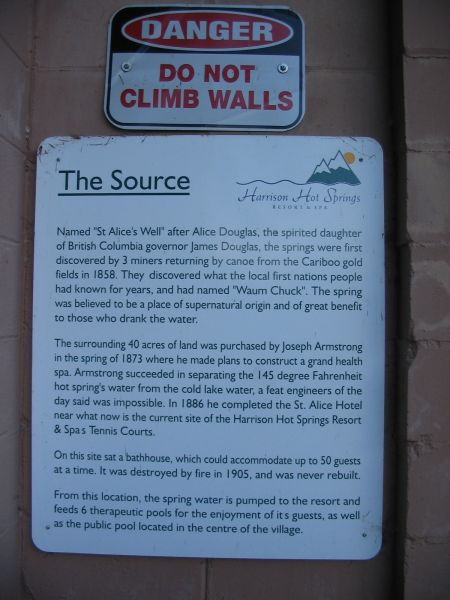 DANGER
DO NOT
CLIMB WALLS
The Source
Harrison Hot Springs
RESORT & SPA
Named "St Alice's Well" after Alice Douglas, the spirited daughter
of British Columbia governor James Douglas, the springs were first
discovered by 3 miners returning by canoe from the Cariboo gold
fields in 1858. They discovered what the local first nations people
had known for years, and had named "Waum Chuck". The spring
was believed to be a place of supernatural origin and of great benefit
to those who drank the water.
The surrounding 40 acres of land was purchased by Joseph Armstrong
in the spring of 1873 where he made plans to construct a grand health
spa. Armstrong succeeded in separating the 145 degree Fahrenheit
hot spring's water from the cold lake water, a feat engineers of the
day said was impossible. In 1886 he completed the St. Alice Hotel
near what now is the current site of the Harrison Hot Springs Resort
& Spa s Tennis Courts.
On this site sat a bathhouse, which could accommodate up to 50 guests
at a time. It was destroyed by fire in 1905, and was never rebuilt.
From this location, the spring water is pumped to the resort and
feeds 6 therapeutic pools for the enjoyment of it s guests, as well
as the public pool located in the centre of the village.